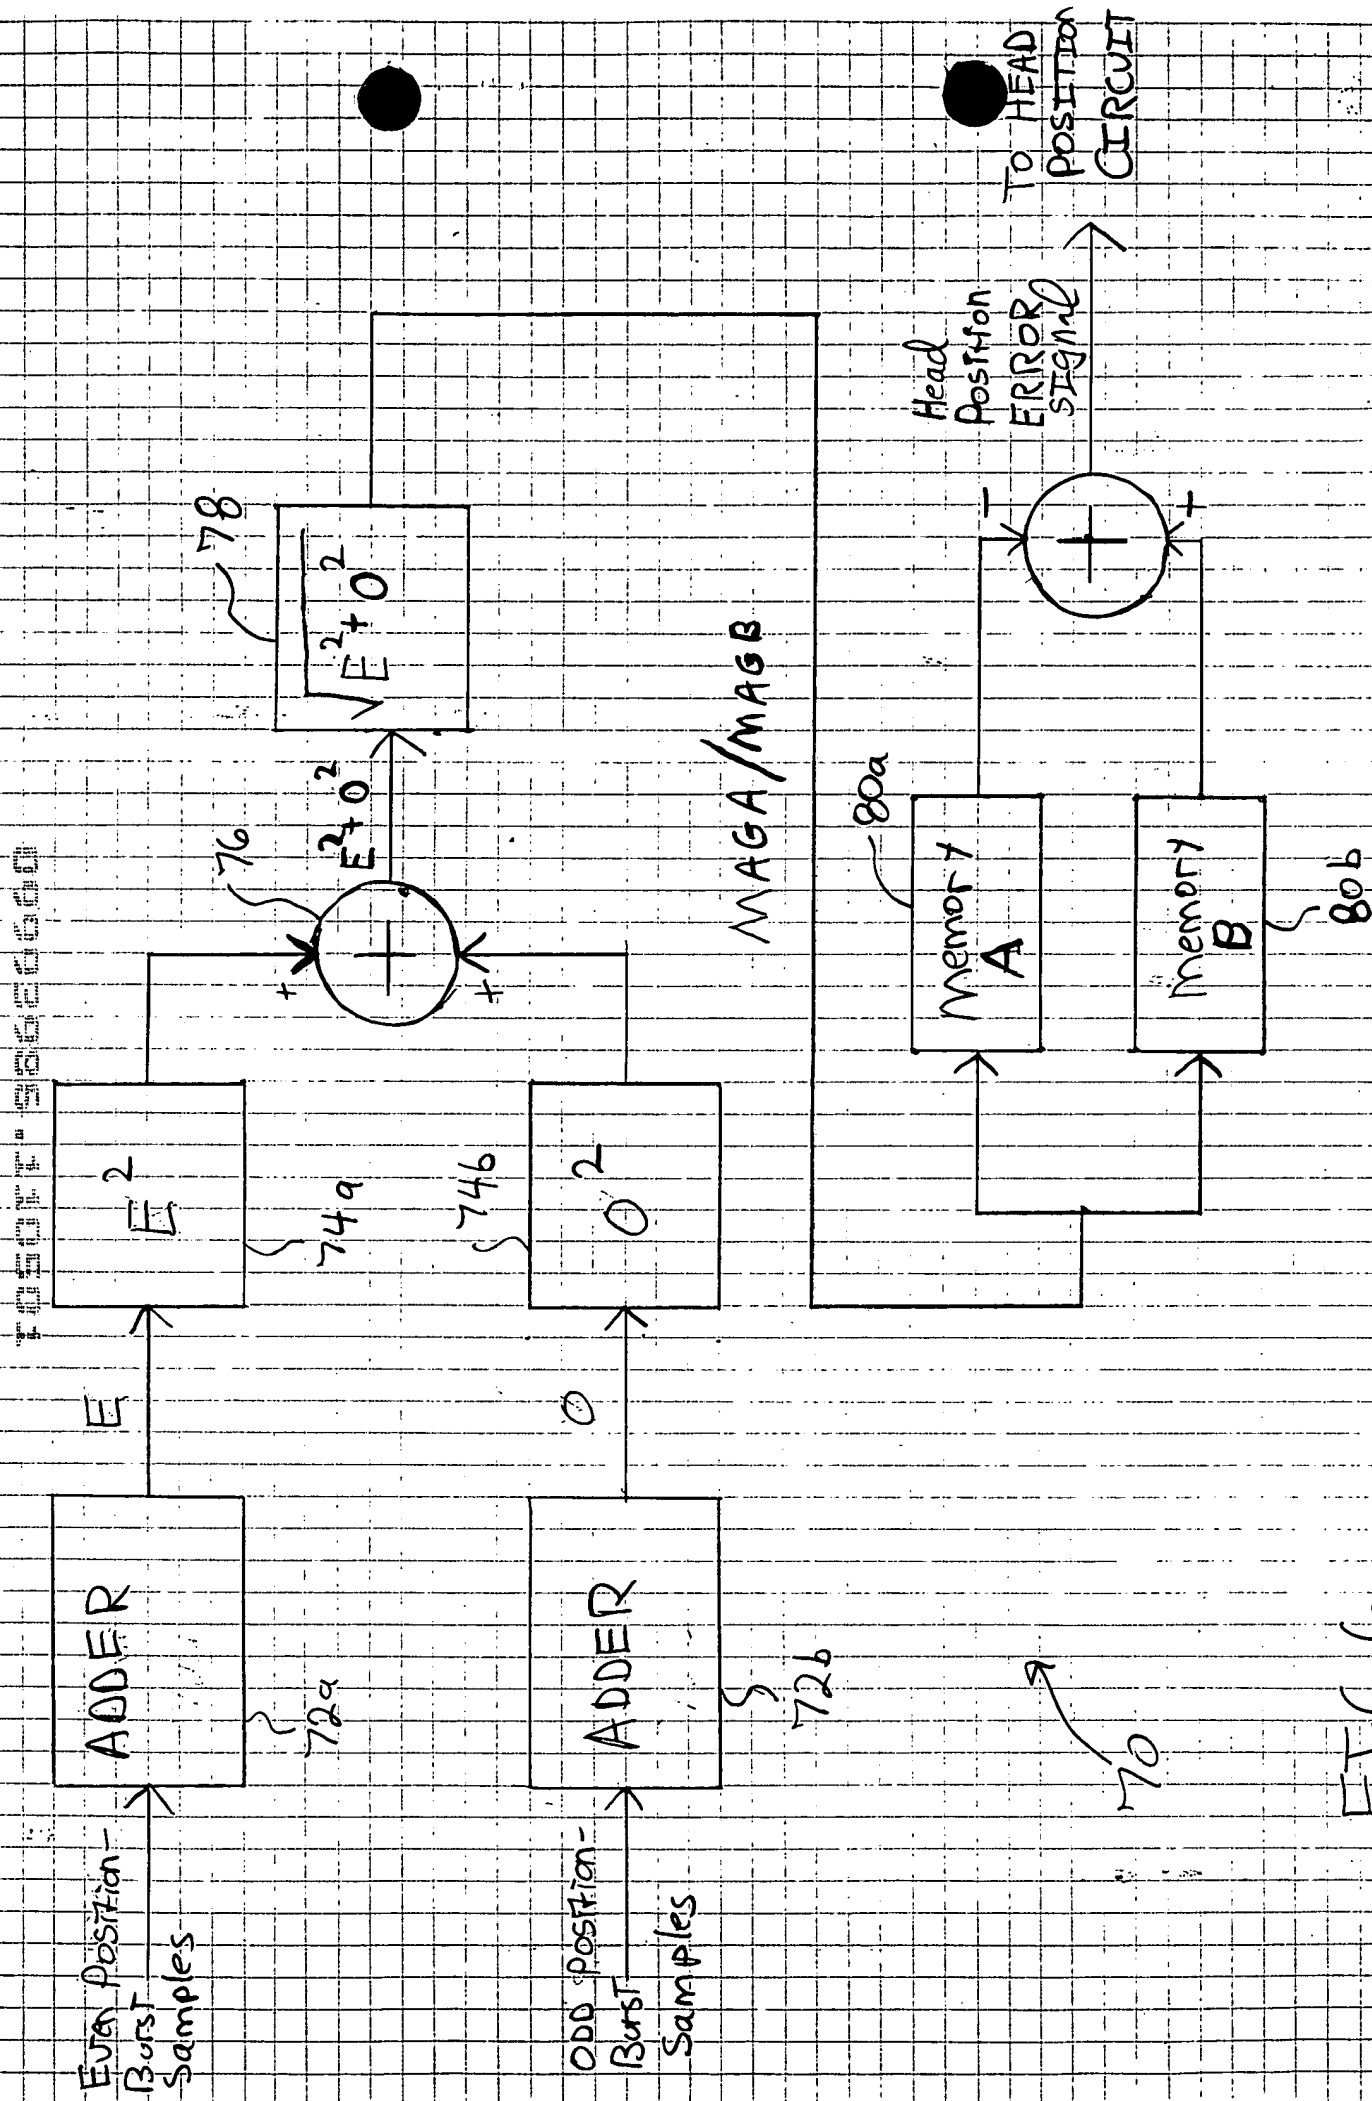 Even Position-
Burst
Samples
ADDER
72a
E
E²
74a
ODD Position-
Burst
Samples
ADDER
72b
O
O²
74b
+
+
+
76
E²+O²
√E²+O²
78
MAGA/MAGB
Memory
A
80a
Memory
B
80b
-
+
+
Head
Position
ERROR
SIgnal
TO HEAD
POSITION
CIRCUIT
70